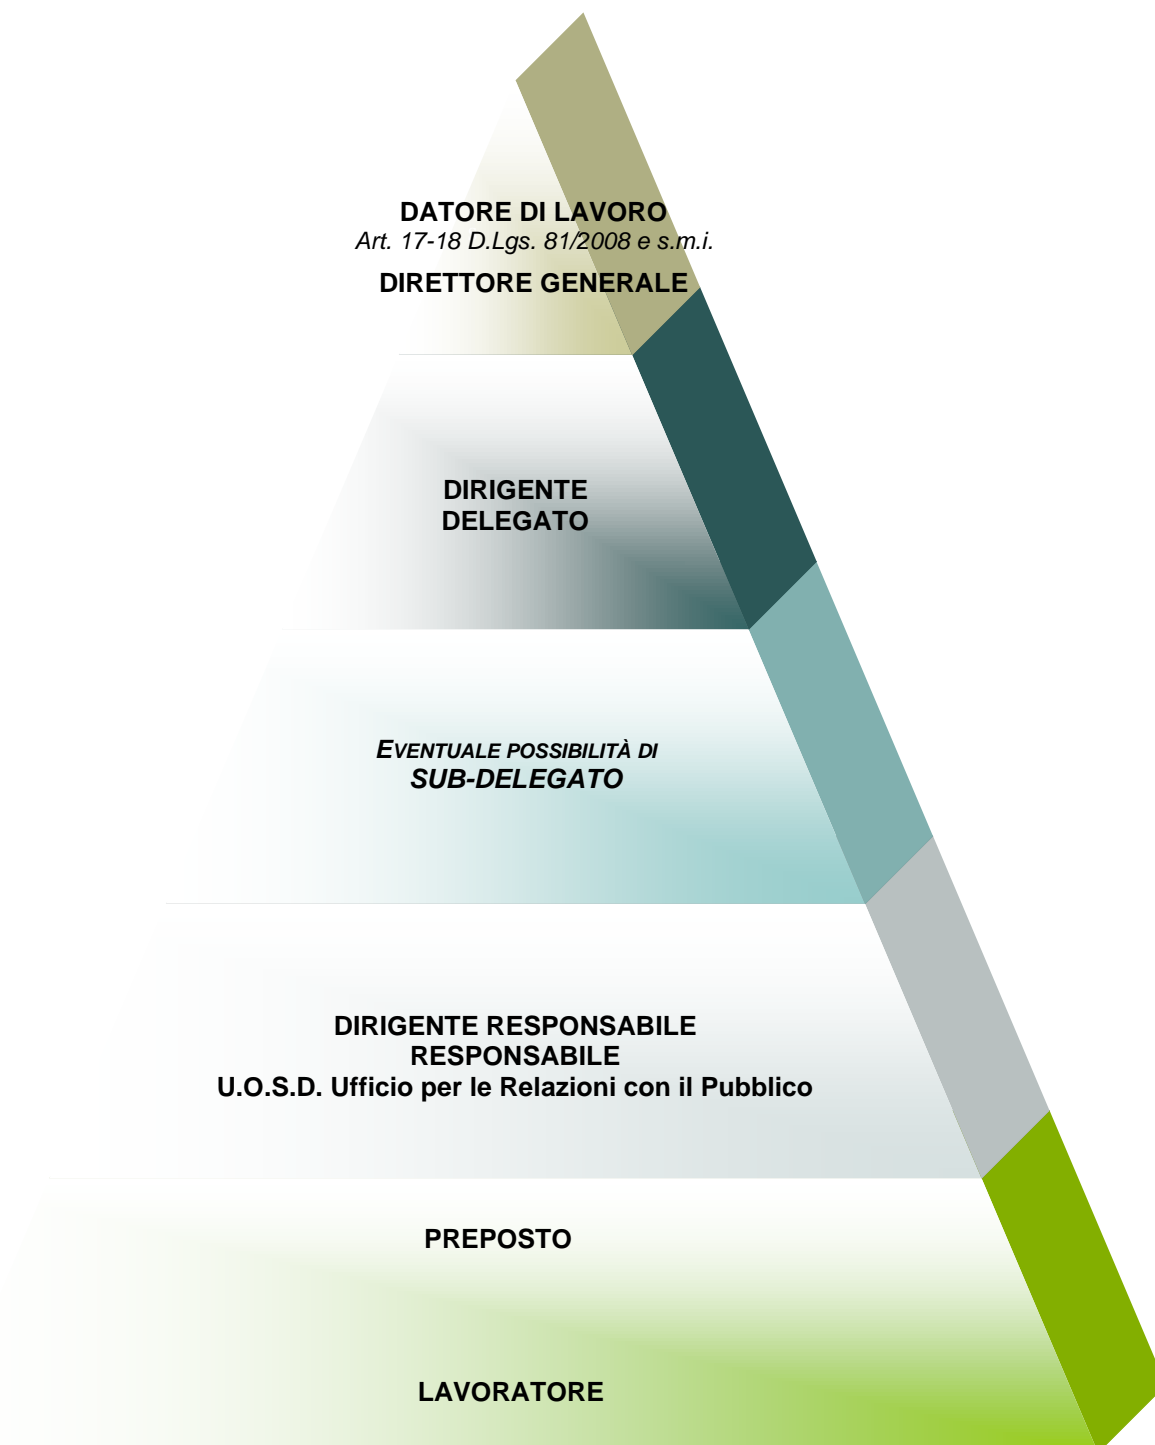 DATORE DI LAVORO
Art. 17-18 D.Lgs. 81/2008 e s.m.i.
DIRETTORE GENERALE
DIRIGENTE
DELEGATO
EVENTUALE POSSIBILITÀ DI
SUB-DELEGATO
DIRIGENTE RESPONSABILE
RESPONSABILE
U.O.S.D. Ufficio per le Relazioni con il Pubblico
PREPOSTO
LAVORATORE